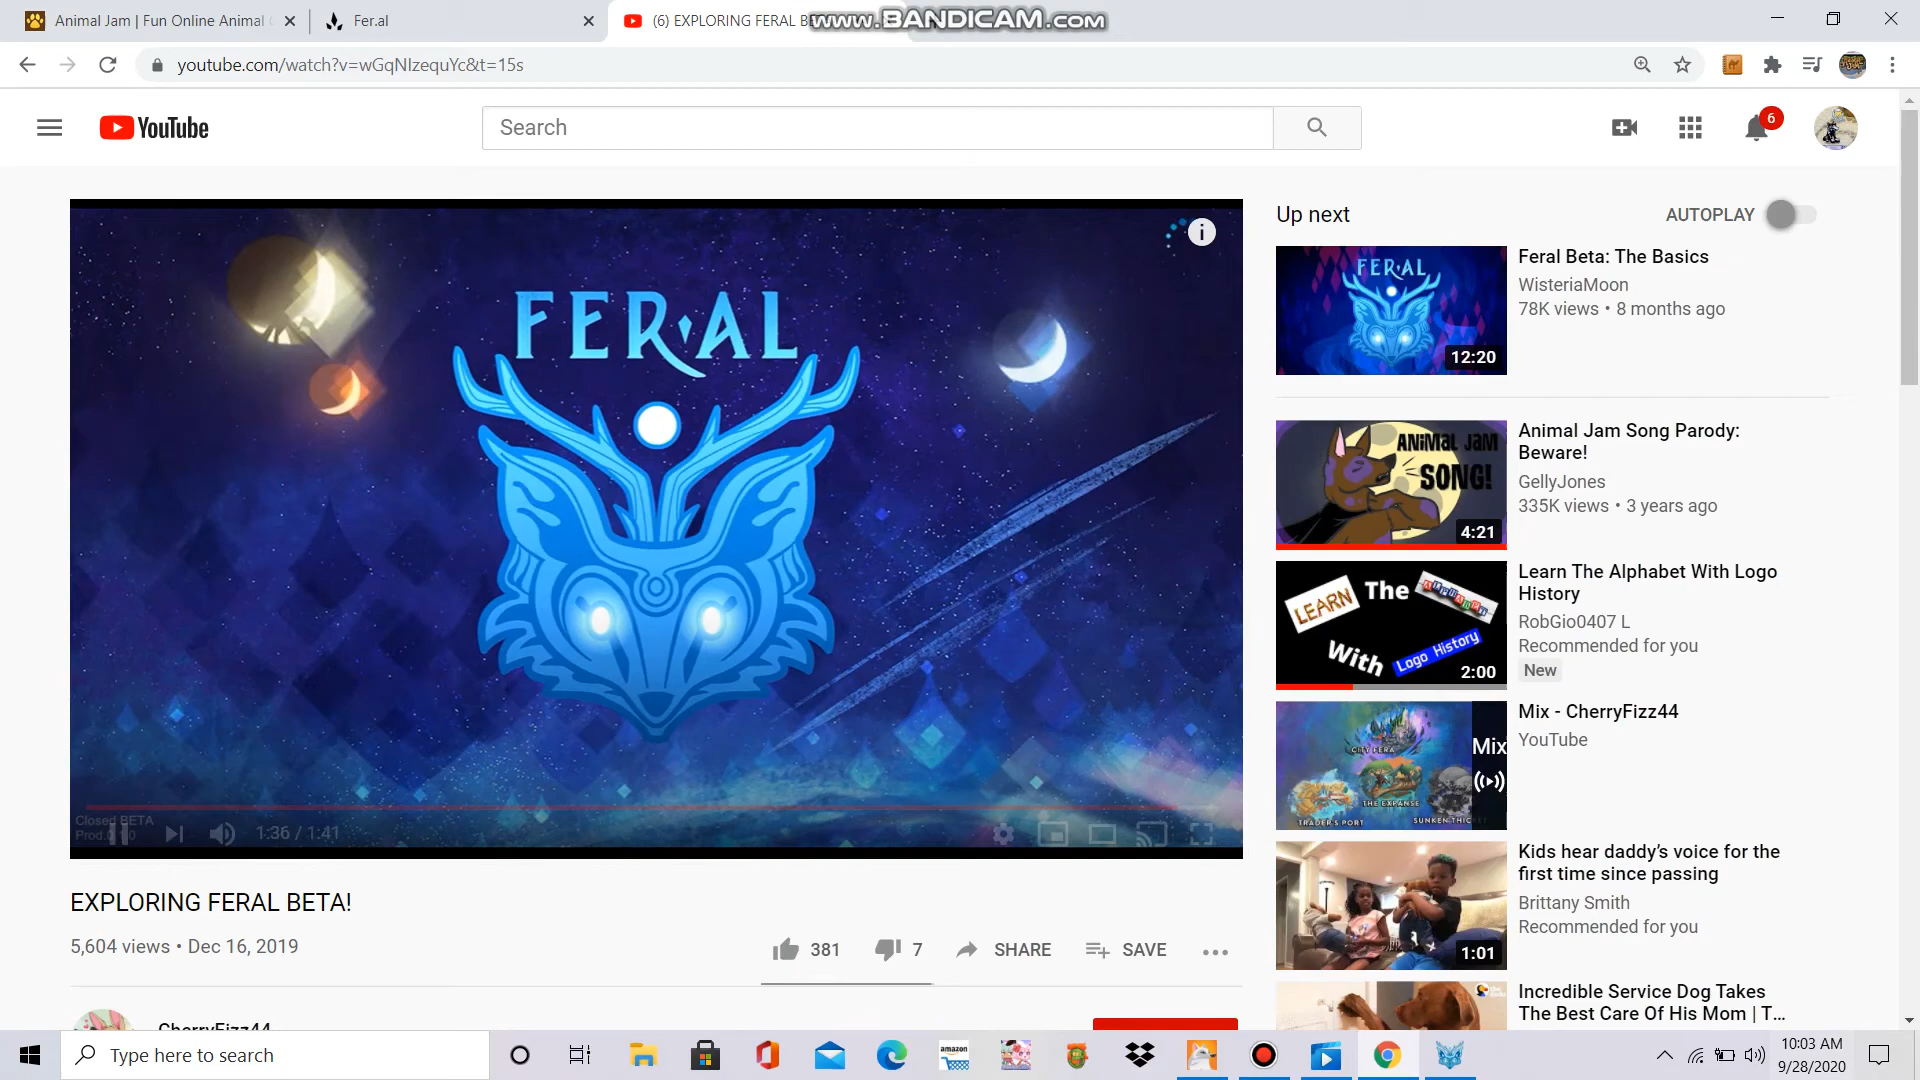 Animal Jam | Fun Online Animal
Fer.al
(6) EXPLORING FERAL B
www.BANDICAM.com
youtube.com/watch?v=wGqNIzequYc&t=15s
YouTube
Search
6
Up next
AUTOPLAY
FER.AL
Closed BETA
1:36 / 1:41
FER.AL
12:20
Feral Beta: The Basics
WisteriaMoon
78K views • 8 months ago
ANIMAL JAM
SONG!
4:21
Animal Jam Song Parody:
Beware!
GellyJones
335K views • 3 years ago
LEARN The ALPHABET
With Logo History
2:00
Learn The Alphabet With Logo
History
RobGio0407 L
Recommended for you
New
CITY FERA
THE EXPANSE
TRADER'S PORT
Mix
Mix - CherryFizz44
YouTube
1:01
Kids hear daddy's voice for the
first time since passing
Brittany Smith
Recommended for you
Incredible Service Dog Takes
The Best Care Of His Mom | T...
EXPLORING FERAL BETA!
5,604 views • Dec 16, 2019
381
7
SHARE
SAVE
CherryFizz44
Type here to search
amazon
10:03 AM
9/28/2020